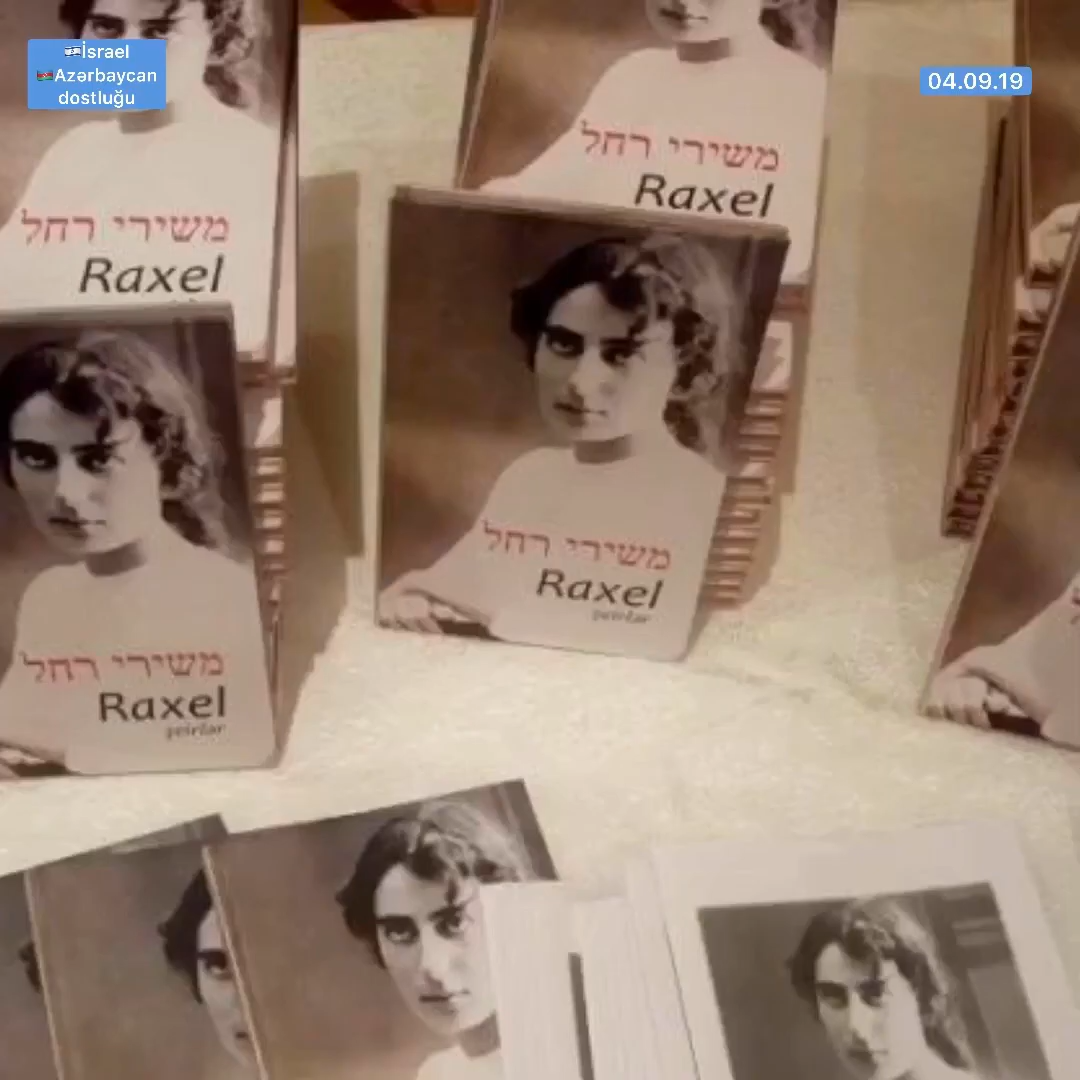 🇮🇱İsrael
🇦🇿Azərbaycan
dostluğu
04.09.19
משירי רחל
Raxel
משירי רחל
Raxel
משירי רחל
Raxel
şeirlər
משירי רחל
Raxel
şeirlər